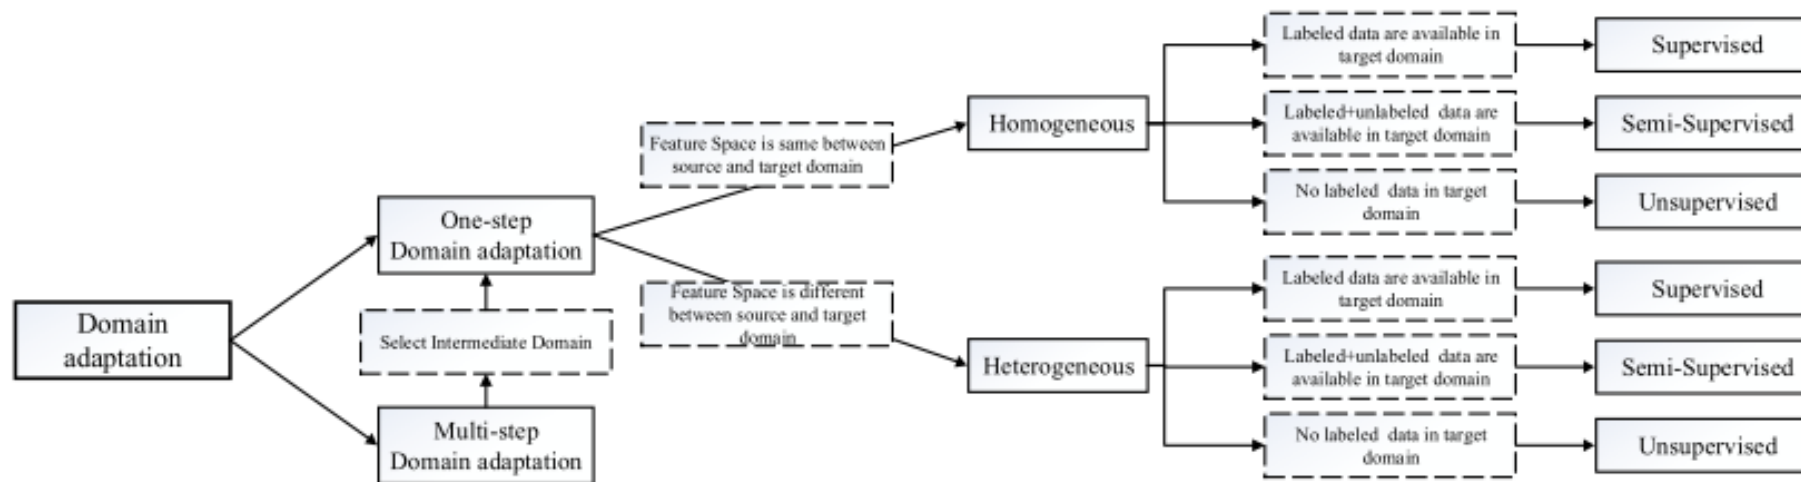 Domain
adaptation
One-step
Domain adaptation
Select Intermediate Domain
Multi-step
Domain adaptation
Feature Space is same between
source and target domain
Feature Space is different
between source and target
domain
Homogeneous
Heterogeneous
Labeled data are available in
target domain
Supervised
Labeled+unlabeled data are
available in target domain
Semi-Supervised
No labeled data in target
domain
Unsupervised
Labeled data are available in
target domain
Supervised
Labeled+unlabeled data are
available in target domain
Semi-Supervised
No labeled data in target
domain
Unsupervised